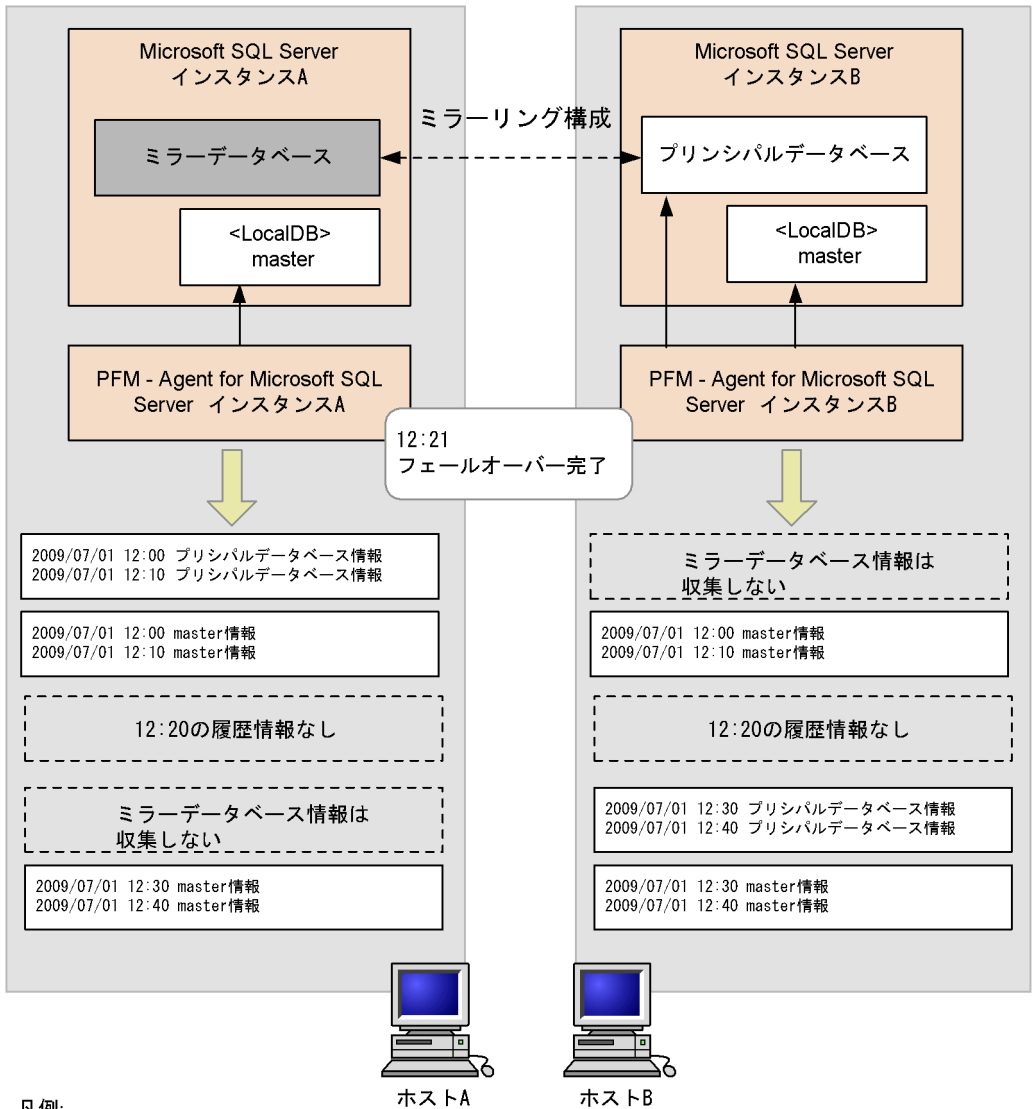 Microsoft SQL Server
インスタンスA
ミラーデータベース
<LocalDB>
master
ミラーリング構成
Microsoft SQL Server
インスタンスB
プリンシパルデータベース
<LocalDB>
master
PFM - Agent for Microsoft SQL
Server インスタンスA
PFM - Agent for Microsoft SQL
Server インスタンスB
12:21
フェールオーバー完了
2009/07/01 12:00 プリシパルデータベース情報
2009/07/01 12:10 プリシパルデータベース情報
2009/07/01 12:00 master情報
2009/07/01 12:10 master情報
12:20の履歴情報なし
ミラーデータベース情報は
収集しない
2009/07/01 12:30 master情報
2009/07/01 12:40 master情報
ミラーデータベース情報は
収集しない
2009/07/01 12:00 master情報
2009/07/01 12:10 master情報
12:20の履歴情報なし
2009/07/01 12:30 プリシパルデータベース情報
2009/07/01 12:40 プリシパルデータベース情報
2009/07/01 12:30 master情報
2009/07/01 12:40 master情報
ホストA
ホストB
凡例: